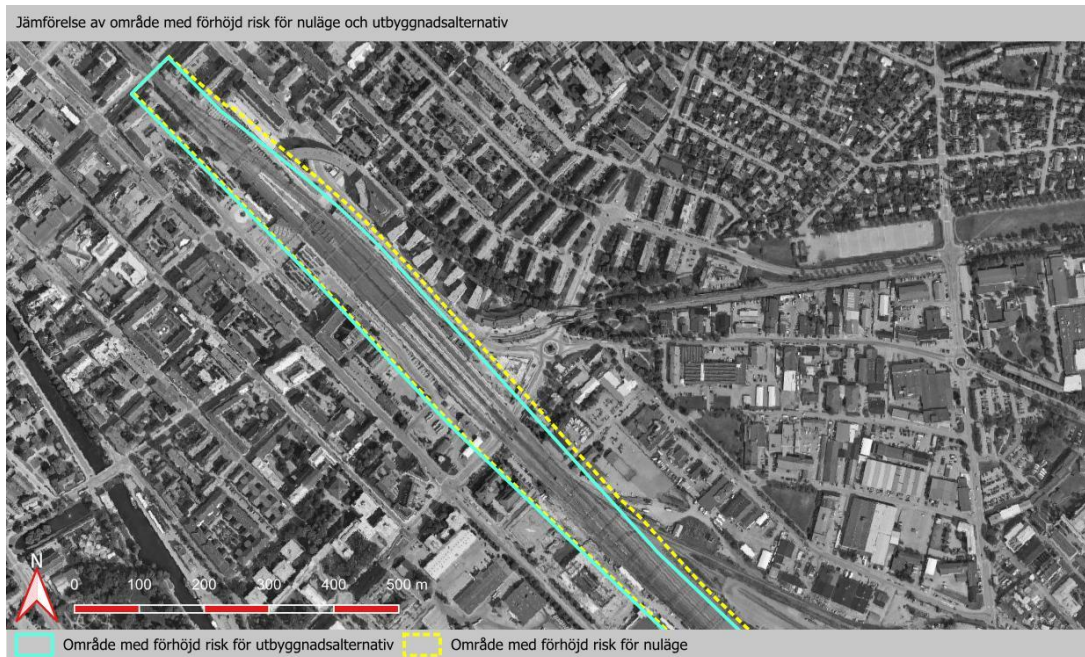 Jämförelse av område med förhöjd risk för nuläge och utbyggnadsalternativ
N
0 100 200 300 400 500 m
Område med förhöjd risk för utbyggnadsalternativ Område med förhöjd risk för nuläge